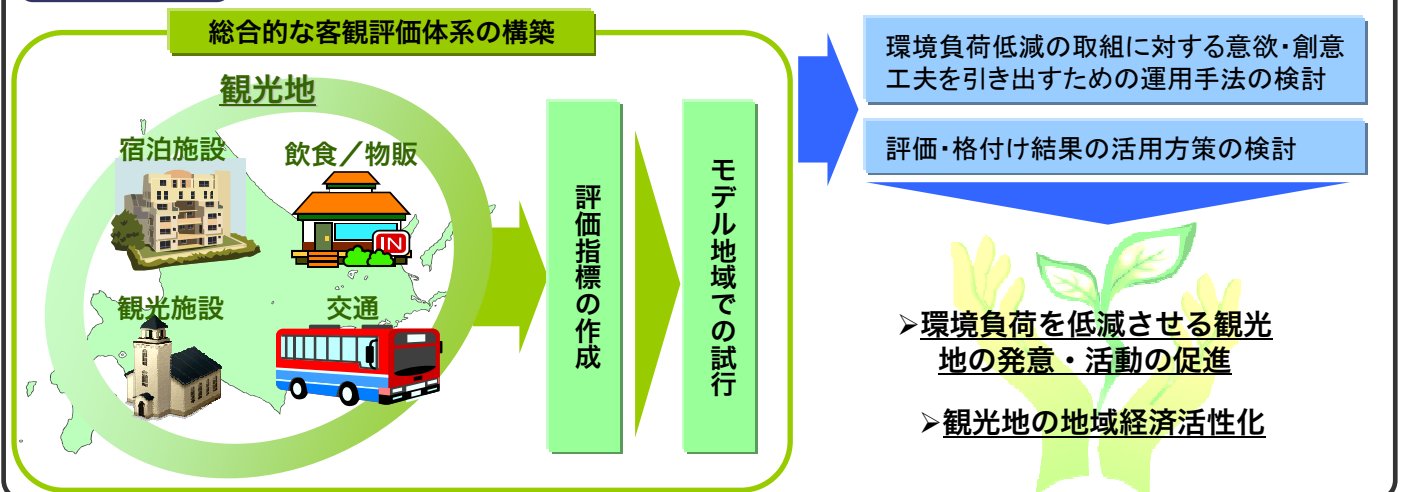 総合的な客観評価体系の構築
観光地
宿泊施設
飲食／物販
IN
観光施設
交通
評価指標の作成
モデル地域での試行
環境負荷低減の取組に対する意欲・創意
工夫を引き出すための運用手法の検討
評価・格付け結果の活用方策の検討
➢環境負荷を低減させる観光
地の発意・活動の促進
➢観光地の地域経済活性化